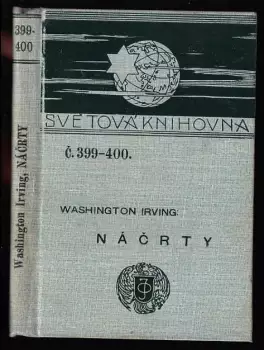 399-
400
Washington Irving, NÁČRTY
SVĚTOVÁ KNIHOVNA
Č. 399-400.
WASHINGTON IRVING:
NÁČRTY